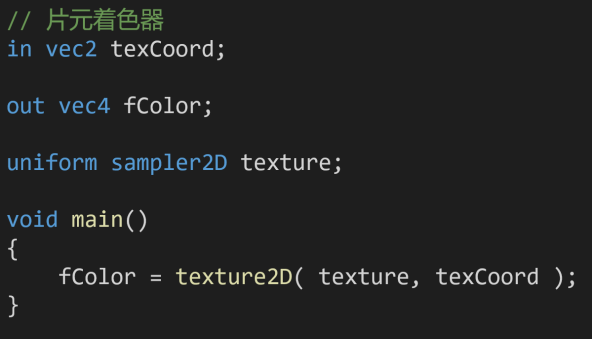 // 片元着色器
in vec2 texCoord;
out vec4 fColor;
uniform sampler2D texture;
void main()
{
    fColor = texture2D( texture, texCoord );
}